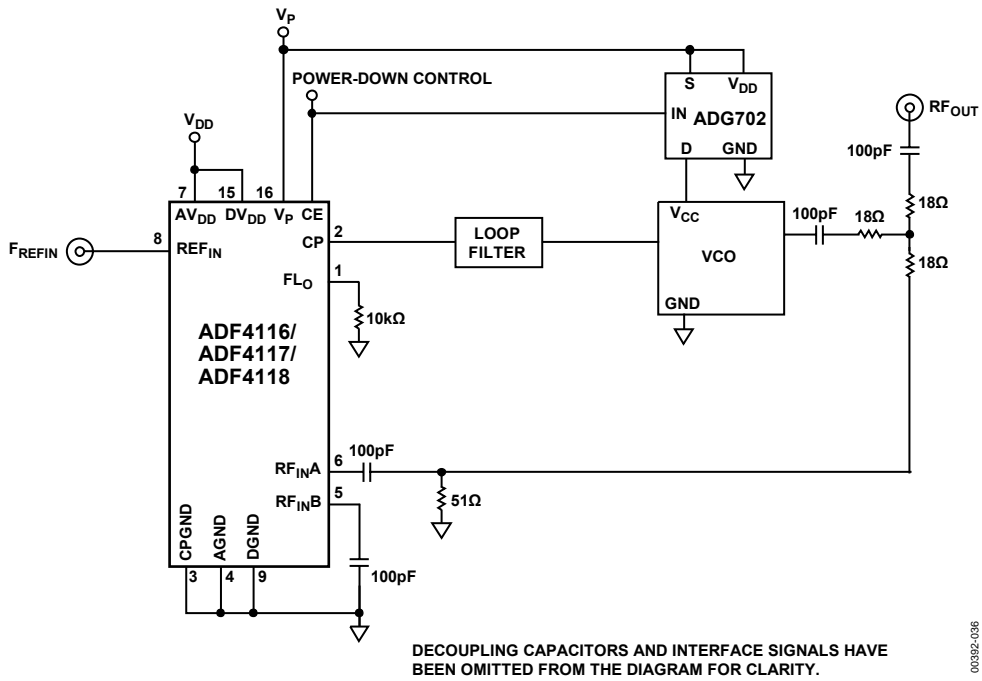 VP
POWER-DOWN CONTROL
S VDD
IN ADG702
D GND
RFOUT
100pF
18Ω
VDD
7 15 16
AVDD DVDD VP CE
FREFIN
8 REFIN
CP 2
LOOP
FILTER
VCC
VCO
GND
100pF 18Ω
18Ω
1
FLO
10kΩ
ADF4116/
ADF4117/
ADF4118
RFINA 6 100pF
RFINB 5
51Ω
CPGND AGND DGND
3 4 9
100pF
DECOUPLING CAPACITORS AND INTERFACE SIGNALS HAVE
BEEN OMITTED FROM THE DIAGRAM FOR CLARITY.
00392-036